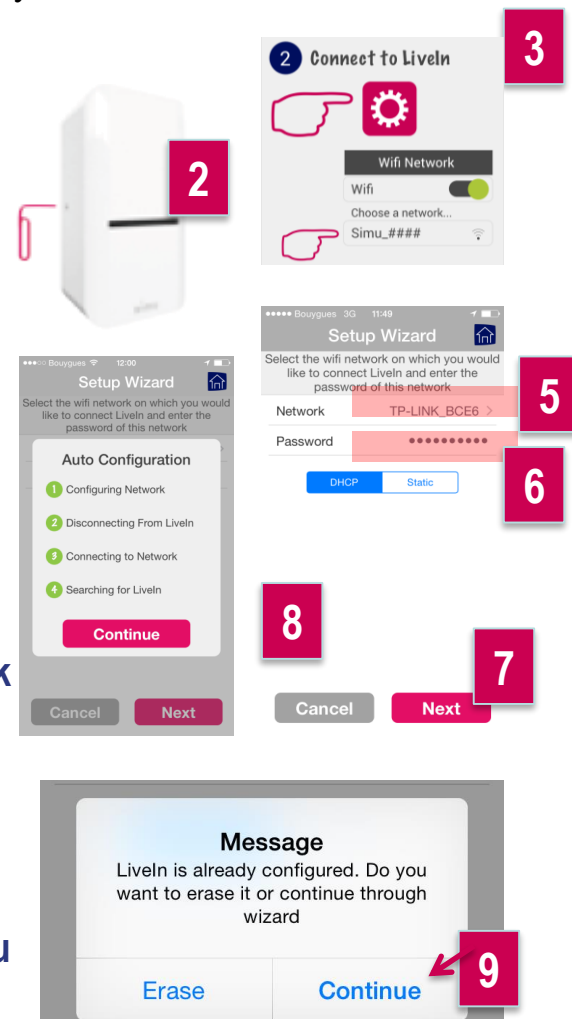 3
2 Connect to LiveIn
Wifi Network
Wifi
Choose a network...
Simu_####
2
Bouygues 3G 11:49
Setup Wizard
Select the wifi network on which you would
like to connect LiveIn and enter the
password of this network
Network TP-LINK_BCE6 >
5
Password ••••••••••
DHCP Static
6
Bouygues 12:00
Setup Wizard
Select the wifi network on which you would
like to connect LiveIn and enter the
password of this network
Auto Configuration
1 Configuring Network
2 Disconnecting From LiveIn
3 Connecting to Network
4 Searching for LiveIn
Continue
Cancel Next
8
7
Cancel Next
k
Message
LiveIn is already configured. Do you
want to erase it or continue through
wizard
Erase Continue
9